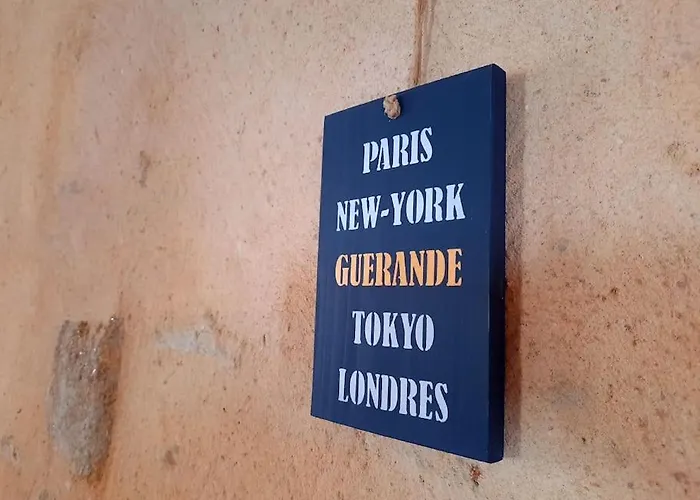 PARIS
NEW-YORK
GUERANDE
TOKYO
LONDRES